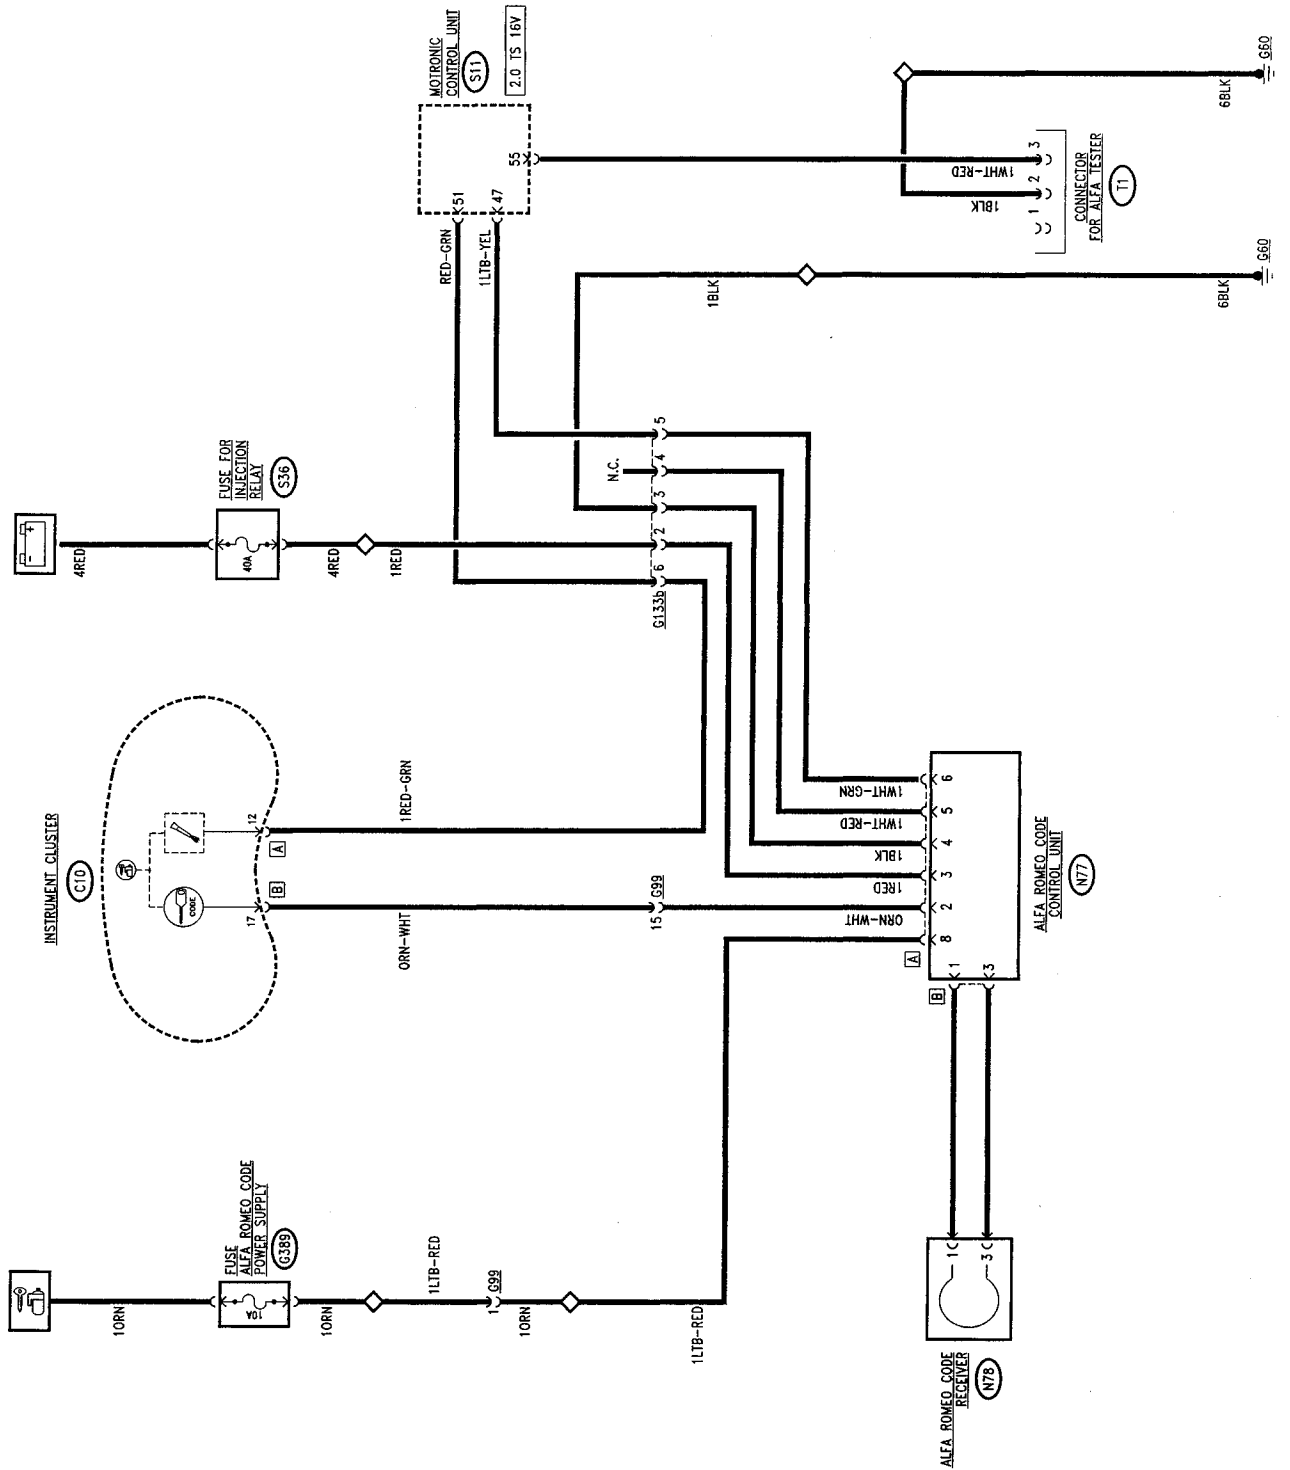 MOTRONIC
CONTROL UNIT
S11
2.0 TS 16V
55
51
47
RED-GRN
1LTB-YEL
G60
6BLK
1WHT-RED
1BLK
3
2
1
CONNECTOR
FOR ALFA TESTER
T1
G60
6BLK
1BLK
FUSE FOR
INJECTION
RELAY
S36
- +
4RED
40A
4RED
1RED
N.C.
5
4
3
2
6
G133b
INSTRUMENT CLUSTER
C10
CODE
12
17
A
B
1RED-GRN
ORN-WHT
15
G99
1WHT-GRN
1WHT-RED
1BLK
1RED
ORN-WHT
6
5
4
3
2
8
A
B
1
3
ALFA ROMEO CODE
CONTROL UNIT
N77
FUSE
ALFA ROMEO CODE
POWER SUPPLY
G389
10RN
10A
10RN
1LTB-RED
1
G99
10RN
1LTB-RED
1
3
ALFA ROMEO CODE
RECEIVER
N78